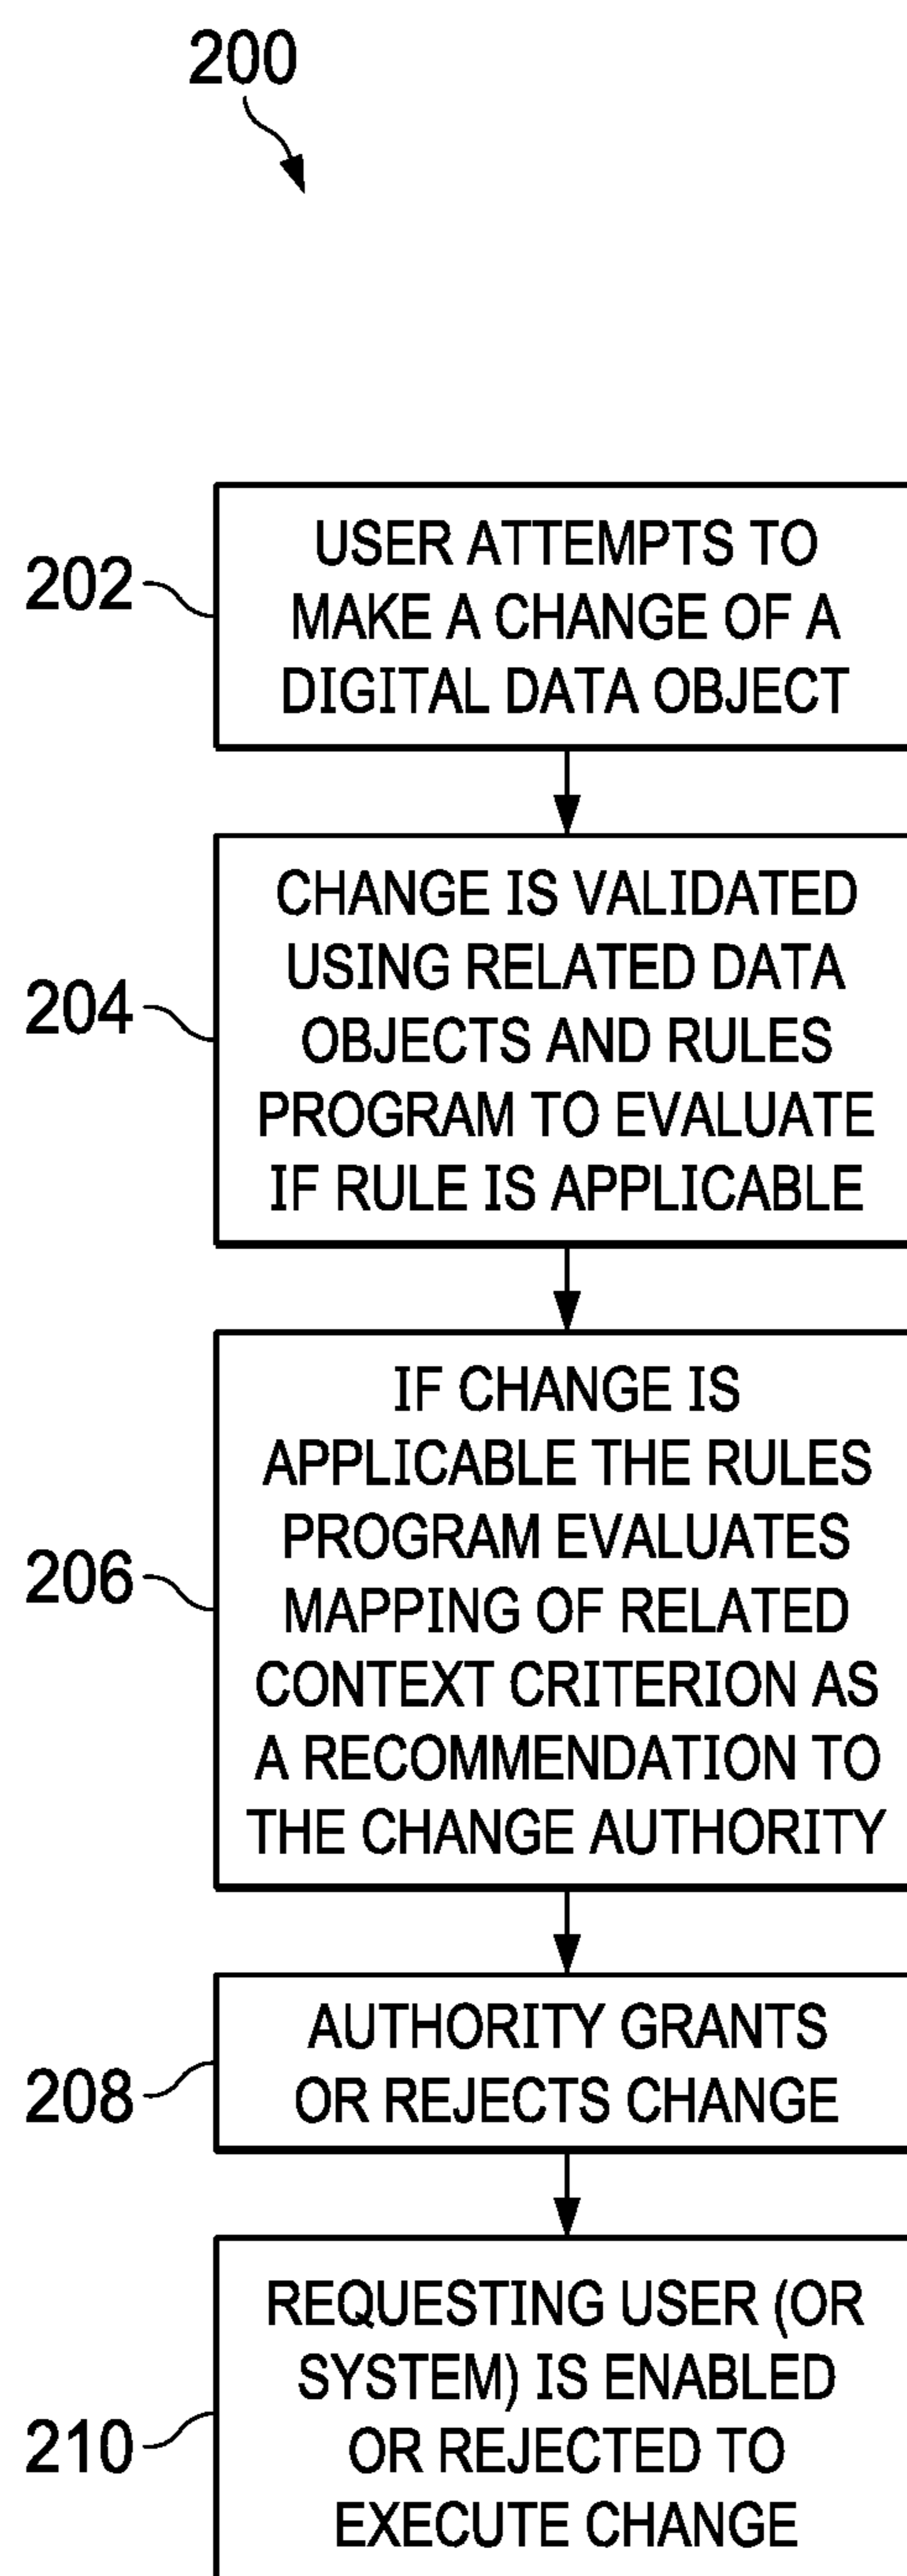 200
202
USER ATTEMPTS TO
MAKE A CHANGE OF A
DIGITAL DATA OBJECT
204
CHANGE IS VALIDATED
USING RELATED DATA
OBJECTS AND RULES
PROGRAM TO EVALUATE
IF RULE IS APPLICABLE
206
IF CHANGE IS
APPLICABLE THE RULES
PROGRAM EVALUATES
MAPPING OF RELATED
CONTEXT CRITERION AS
A RECOMMENDATION TO
THE CHANGE AUTHORITY
208
AUTHORITY GRANTS
OR REJECTS CHANGE
210
REQUESTING USER (OR
SYSTEM) IS ENABLED
OR REJECTED TO
EXECUTE CHANGE